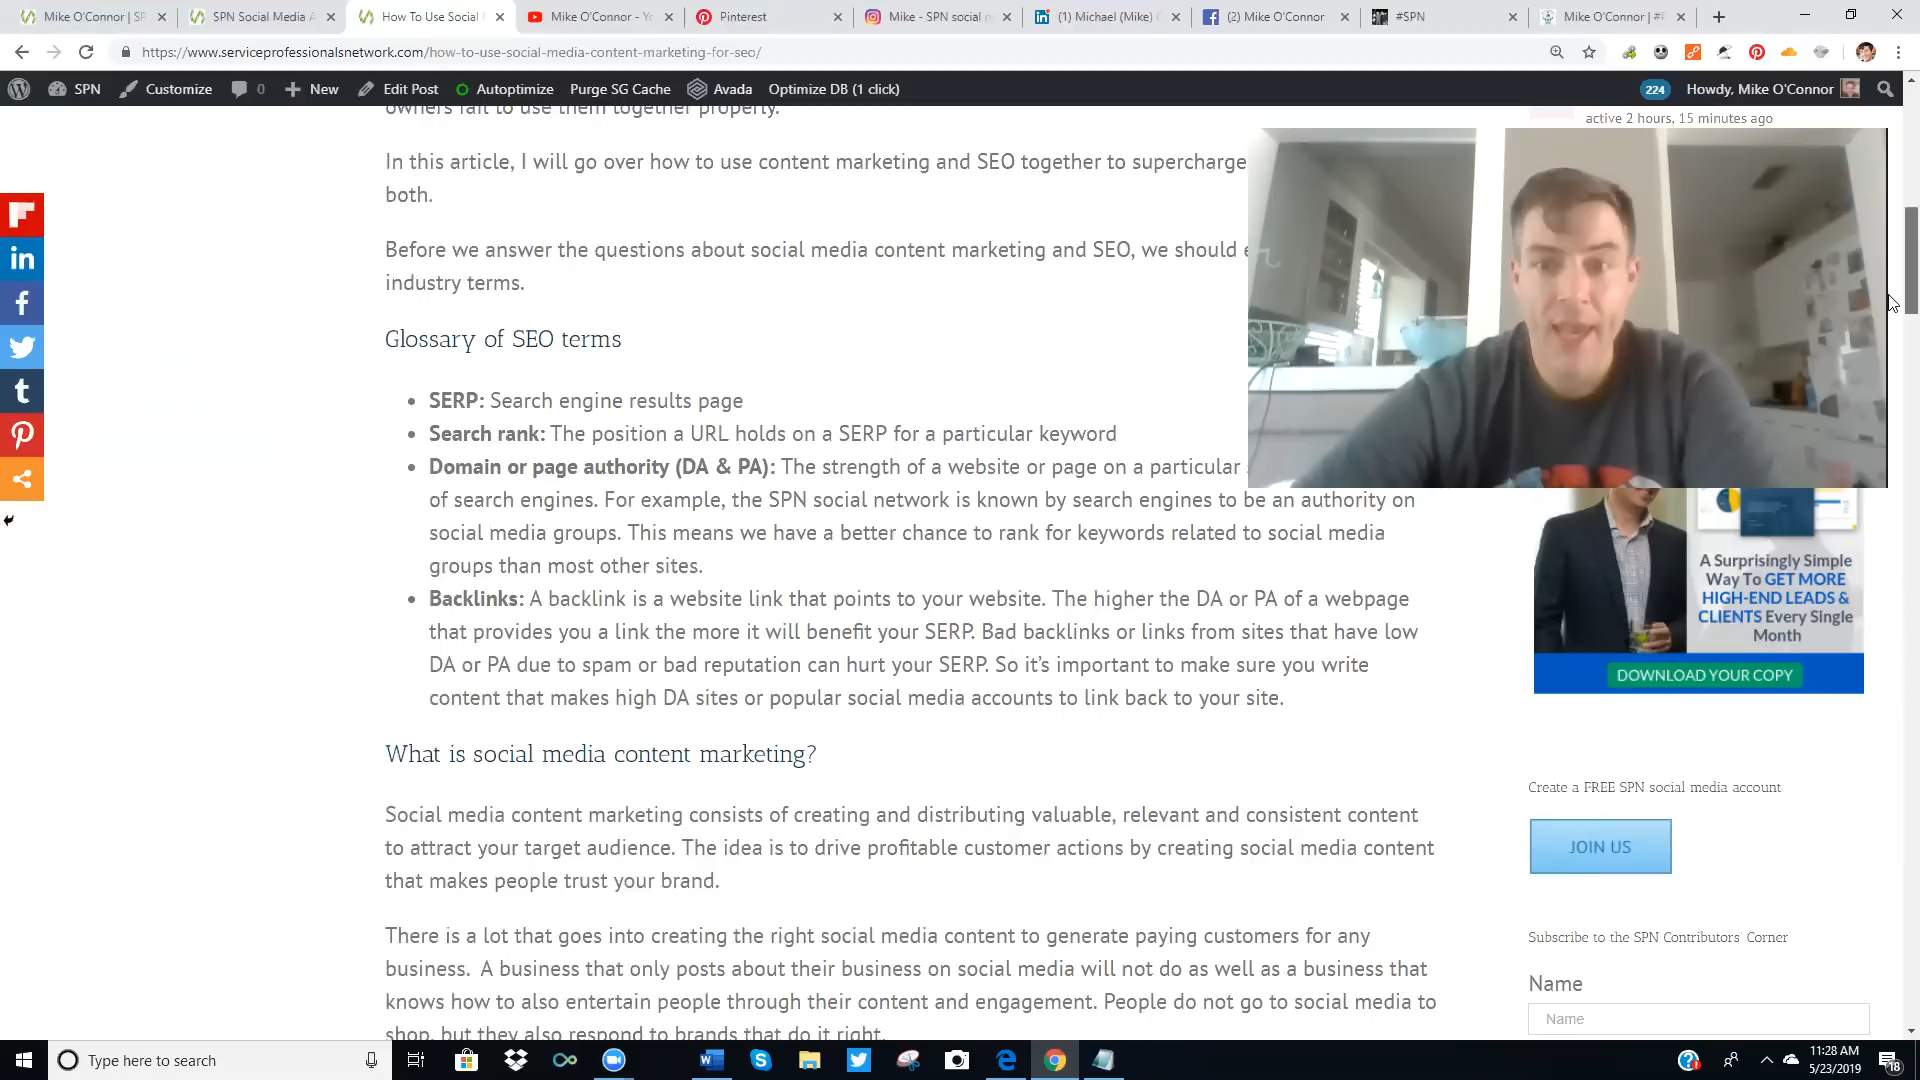 Mike O'Connor | SP
SPN Social Media A
How To Use Social
Mike O'Connor - Yo
Pinterest
Mike - SPN social n
(1) Michael (Mike)
(2) Mike O'Connor
#SPN
Mike O'Connor | #
https://www.serviceprofessionalsnetwork.com/how-to-use-social-media-content-marketing-for-seo/
SPN
Customize
0
New
Edit Post
Autoptimize
Purge SG Cache
Avada
Optimize DB (1 click)
224
Howdy, Mike O'Connor
owners fail to use them together properly.
active 2 hours, 15 minutes ago
In this article, I will go over how to use content marketing and SEO together to supercharge
both.
Before we answer the questions about social media content marketing and SEO, we should e
industry terms.
Glossary of SEO terms
SERP: Search engine results page
Search rank: The position a URL holds on a SERP for a particular keyword
Domain or page authority (DA & PA): The strength of a website or page on a particular
of search engines. For example, the SPN social network is known by search engines to be an authority on
social media groups. This means we have a better chance to rank for keywords related to social media
groups than most other sites.
Backlinks: A backlink is a website link that points to your website. The higher the DA or PA of a webpage
that provides you a link the more it will benefit your SERP. Bad backlinks or links from sites that have low
DA or PA due to spam or bad reputation can hurt your SERP. So it's important to make sure you write
content that makes high DA sites or popular social media accounts to link back to your site.
What is social media content marketing?
Social media content marketing consists of creating and distributing valuable, relevant and consistent content
to attract your target audience. The idea is to drive profitable customer actions by creating social media content
that makes people trust your brand.
There is a lot that goes into creating the right social media content to generate paying customers for any
business. A business that only posts about their business on social media will not do as well as a business that
knows how to also entertain people through their content and engagement. People do not go to social media to
shop, but they also respond to brands that do it right.
A Surprisingly Simple
Way To GET MORE
HIGH-END LEADS &
CLIENTS Every Single
Month
DOWNLOAD YOUR COPY
Create a FREE SPN social media account
JOIN US
Subscribe to the SPN Contributors' Corner
Name
Name
Type here to search
11:28 AM
5/23/2019
18